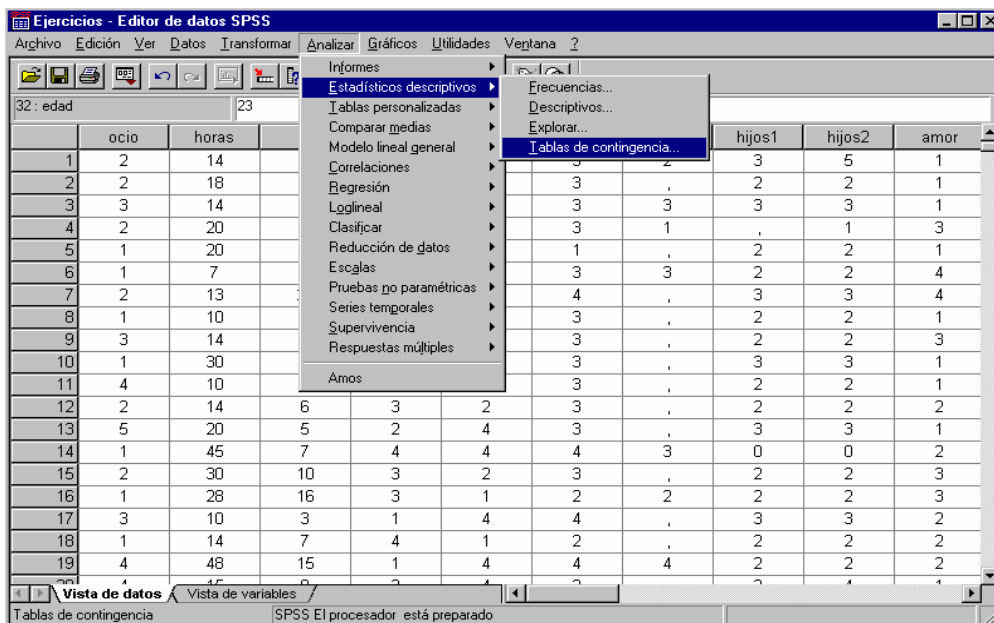 Ejercicios - Editor de datos SPSS
Archivo Edición Ver Datos Transformar Analizar Gráficos Utilidades Ventana ?
32 : edad 23
Informes
Estadísticos descriptivos
Tablas personalizadas
Comparar medias
Modelo lineal general
Correlaciones
Regresión
Loglineal
Clasificar
Reducción de datos
Escalas
Pruebas no paramétricas
Series temporales
Supervivencia
Respuestas múltiples
Amos
Frecuencias...
Descriptivos...
Explorar...
Tablas de contingencia...
ocio horas hijos1 hijos2 amor
1 2 14 3 2 3 5 1
2 2 18 3 , 2 2 1
3 3 14 3 3 3 3 1
4 2 20 3 1 , 1 3
5 1 20 1 , 2 2 1
6 1 7 3 3 2 2 4
7 2 13 4 , 3 3 4
8 1 10 3 , 2 2 1
9 3 14 3 , 2 2 3
10 1 30 3 , 3 3 1
11 4 10 3 , 2 2 1
12 2 14 6 3 2 3 , 2 2 2
13 5 20 5 2 4 3 , 3 3 1
14 1 45 7 4 4 4 3 0 0 2
15 2 30 10 3 2 3 , 2 2 3
16 1 28 16 3 1 2 2 2 2 3
17 3 10 3 1 4 4 , 3 3 2
18 1 14 7 4 1 2 , 2 2 2
19 4 48 15 1 4 4 4 2 2 2
Vista de datos Vista de variables
Tablas de contingencia SPSS El procesador está preparado